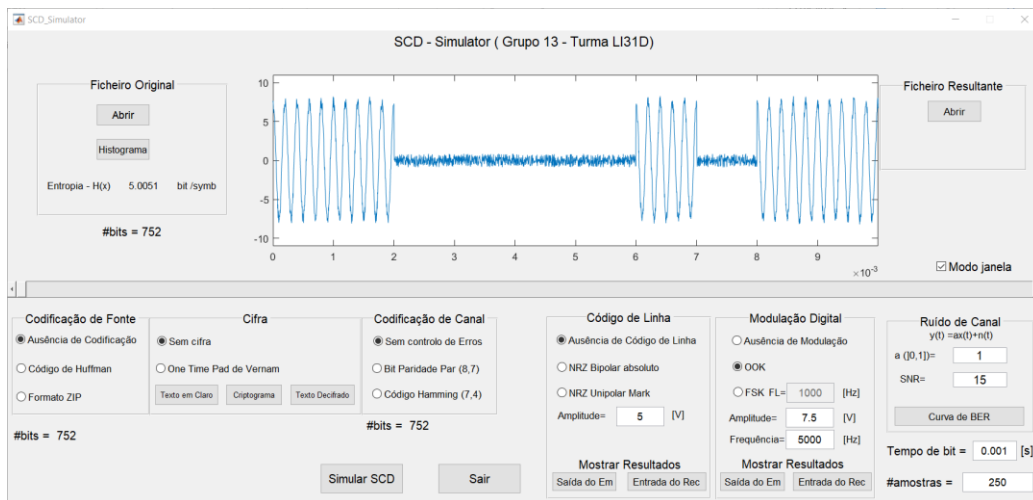 SCD_Simulator
SCD - Simulator ( Grupo 13 - Turma LI31D)
Ficheiro Original
Abrir
Histograma
Entropia - H(x) 5.0051 bit /symb
#bits = 752
10
5
0
-5
-10
0 1 2 3 4 5 6 7 8 9
×10⁻³
Ficheiro Resultante
Abrir
Modo janela
Codificação de Fonte
Ausência de Codificação
Código de Huffman
Formato ZIP
#bits = 752
Cifra
Sem cifra
One Time Pad de Vernam
Texto em Claro Criptograma Texto Decifrado
Codificação de Canal
Sem controlo de Erros
Bit Paridade Par (8,7)
Código Hamming (7,4)
#bits = 752
Simular SCD Sair
Código de Linha
Ausência de Código de Linha
NRZ Bipolar absoluto
NRZ Unipolar Mark
Amplitude= 5 [V]
Mostrar Resultados
Saída do Em Entrada do Rec
Modulação Digital
Ausência de Modulação
OOK
FSK FL= 1000 [Hz]
Amplitude= 7.5 [V]
Frequência= 5000 [Hz]
Mostrar Resultados
Saída do Em Entrada do Rec
Ruído de Canal
y(t) =ax(t)+n(t)
a (]0,1])= 1
SNR= 15
Curva de BER
Tempo de bit = 0.001 [s]
#amostras = 250